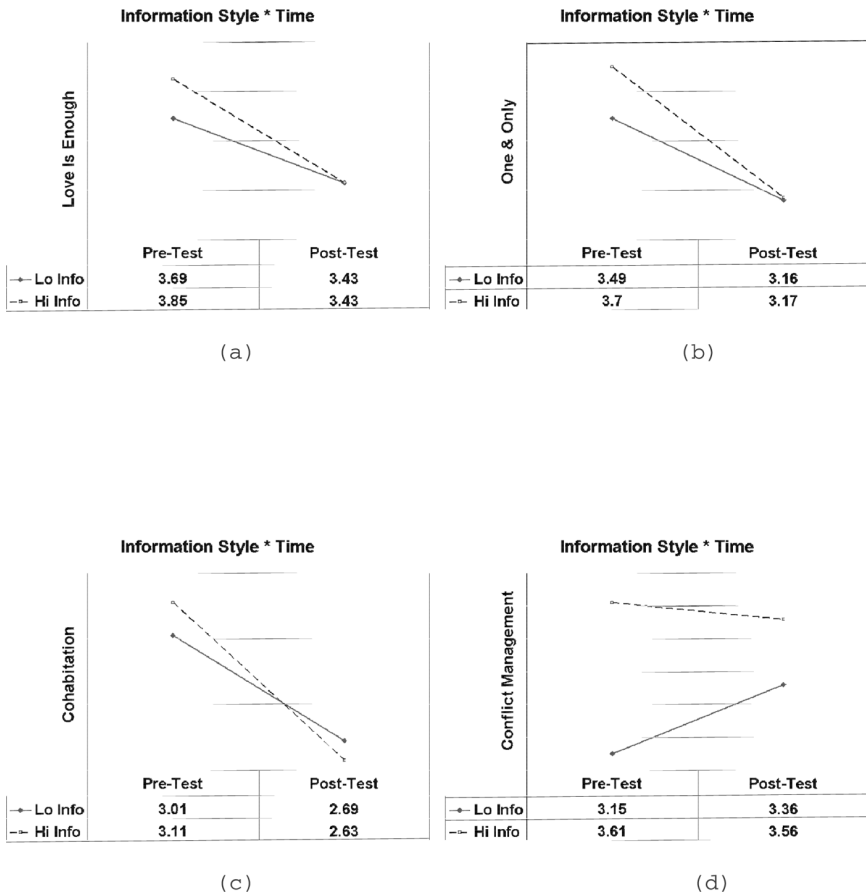 Information Style * Time
Love Is Enough
Pre-Test Post-Test
Lo Info 3.69 3.43
Hi Info 3.85 3.43
(a)
Information Style * Time
One & Only
Pre-Test Post-Test
Lo Info 3.49 3.16
Hi Info 3.7 3.17
(b)
Information Style * Time
Cohabitation
Pre-Test Post-Test
Lo Info 3.01 2.69
Hi Info 3.11 2.63
(c)
Information Style * Time
Conflict Management
Pre-Test Post-Test
Lo Info 3.15 3.36
Hi Info 3.61 3.56
(d)